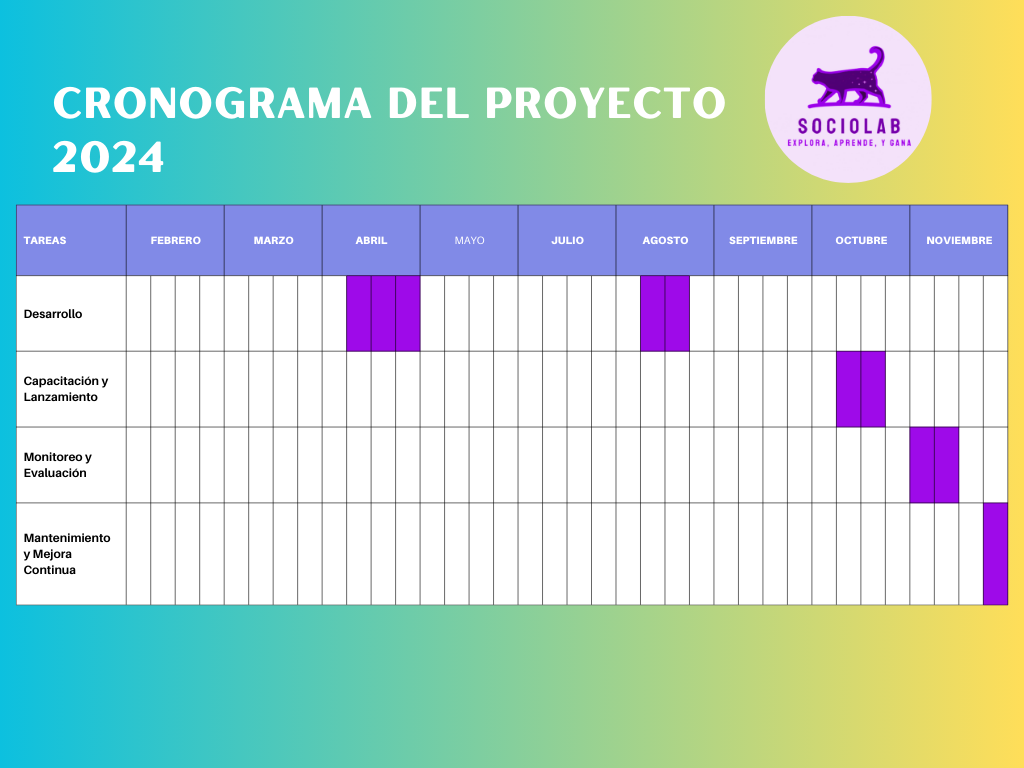 CRONOGRAMA DEL PROYECTO
2024
SOCIOLAB
EXPLORA, APRENDE, Y GANA
TAREAS FEBRERO MARZO ABRIL MAYO JULIO AGOSTO SEPTIEMBRE OCTUBRE NOVIEMBRE
Desarrollo
Capacitación y
Lanzamiento
Monitoreo y
Evaluación
Mantenimiento
y Mejora
Continua